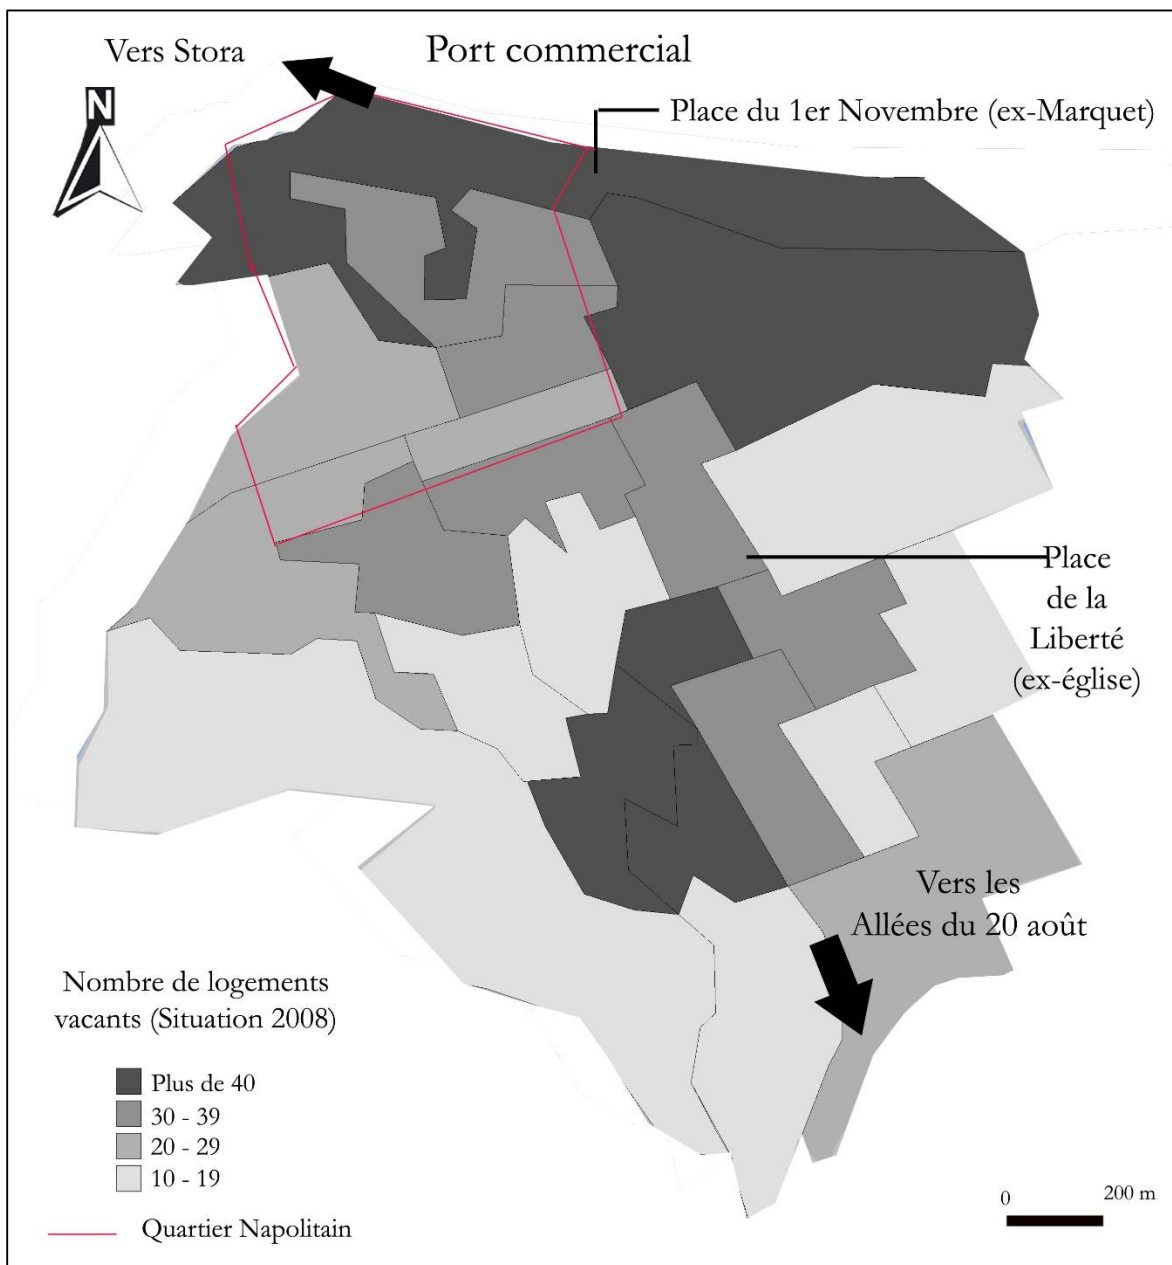 Vers Stora
Port commercial
N
Place du 1er Novembre (ex-Marquet)
Place
de la
Liberté
(ex-église)
Vers les
Allées du 20 août
Nombre de logements
vacants (Situation 2008)
Plus de 40
30 - 39
20 - 29
10 - 19
Quartier Napolitain
0 200 m